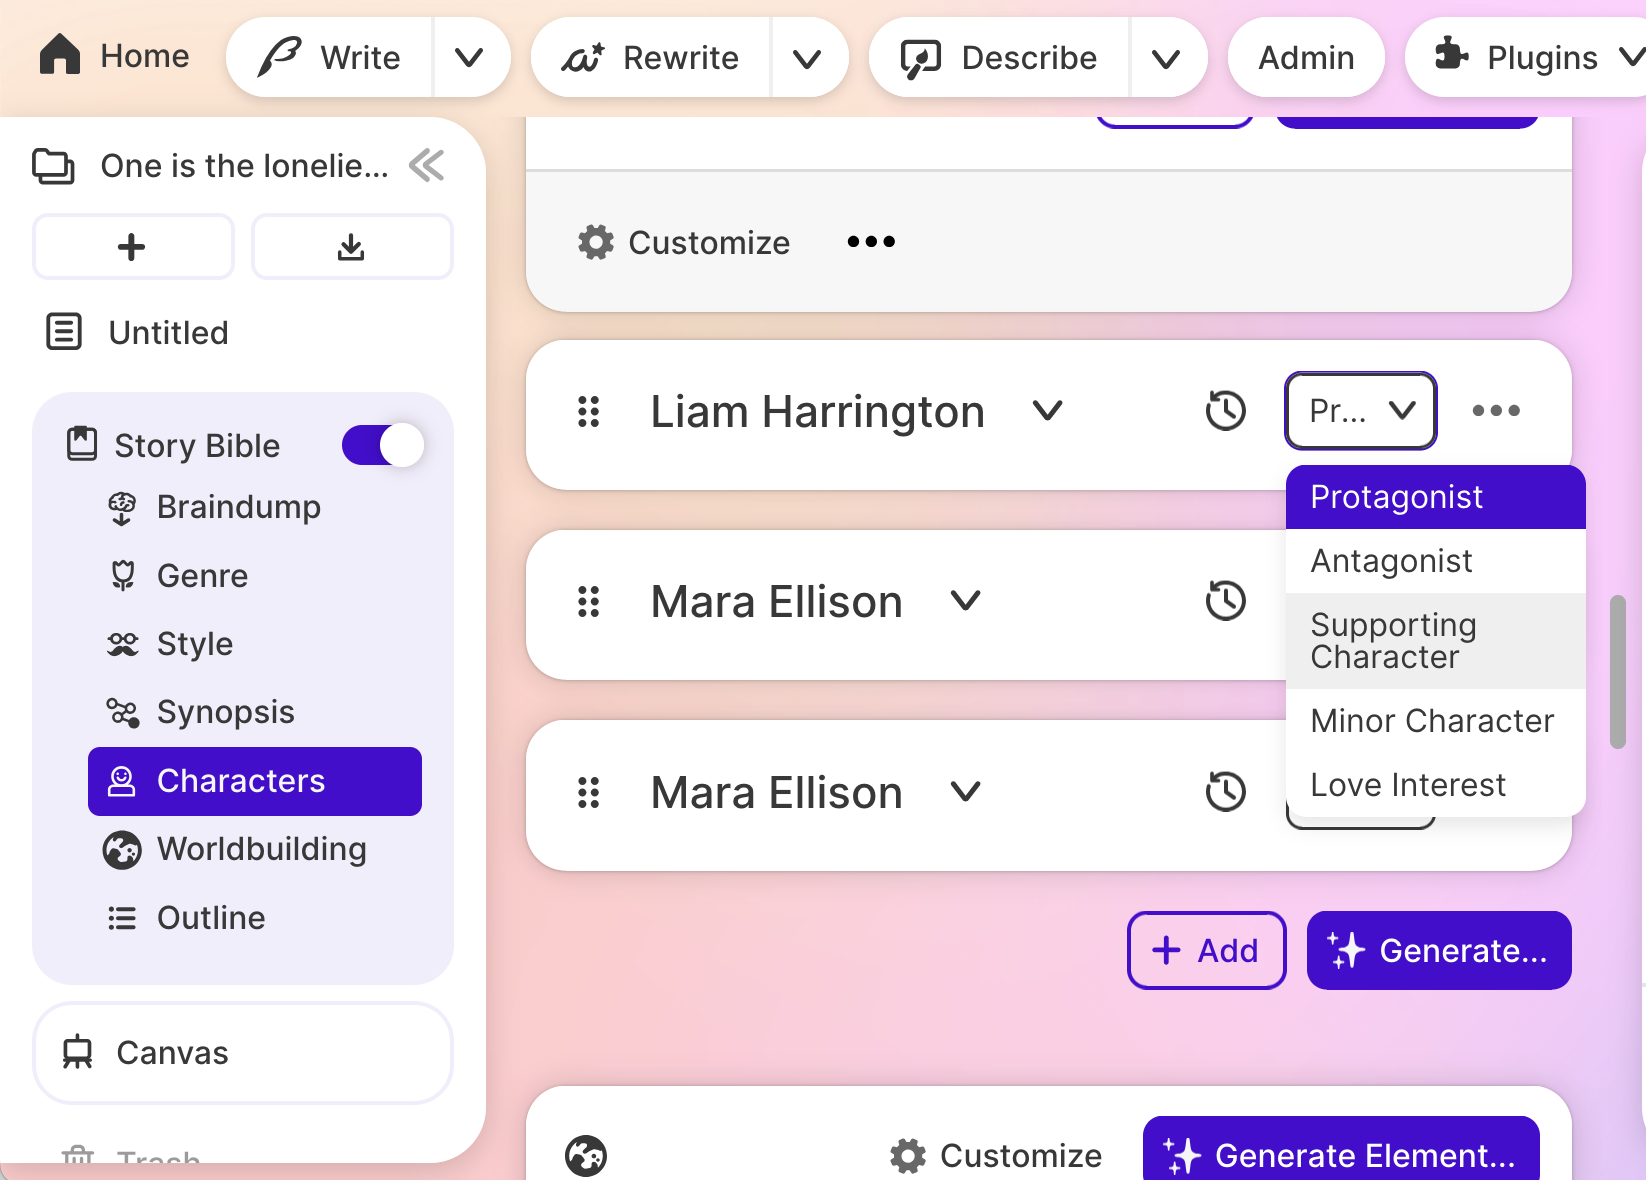 Home
Write
Rewrite
Describe
Admin
Plugins
One is the lonelie...
Untitled
Story Bible
Braindump
Genre
Style
Synopsis
Characters
Worldbuilding
Outline
Canvas
Trash
Customize
Liam Harrington
Pr...
Protagonist
Antagonist
Supporting
Character
Minor Character
Love Interest
Mara Ellison
Mara Ellison
Add
Generate...
Customize
Generate Element...